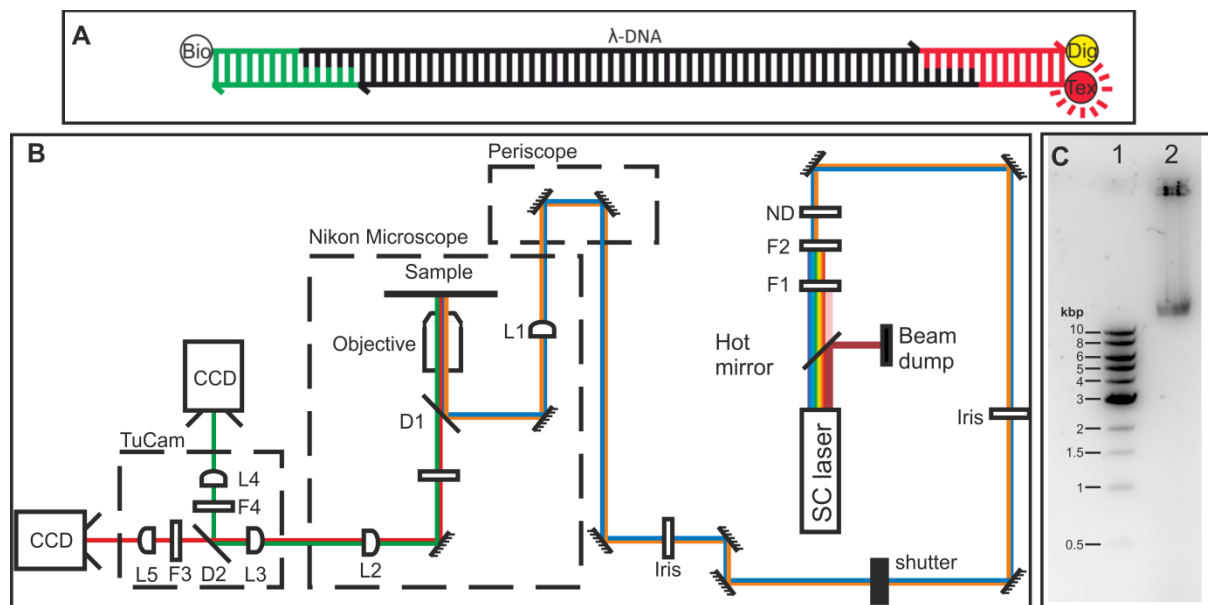 A
λ-DNA
Bio
Dig
Tex
B
Periscope
Nikon Microscope
Sample
L1
Objective
D1
CCD
TuCam
L4
F4
CCD
L5 F3 D2 L3
L2
ND
F2
F1
Hot
mirror
Beam
dump
SC laser
Iris
Iris
shutter
C 1 2
kbp
10
8
6
5
4
3
2
1.5
1
0.5